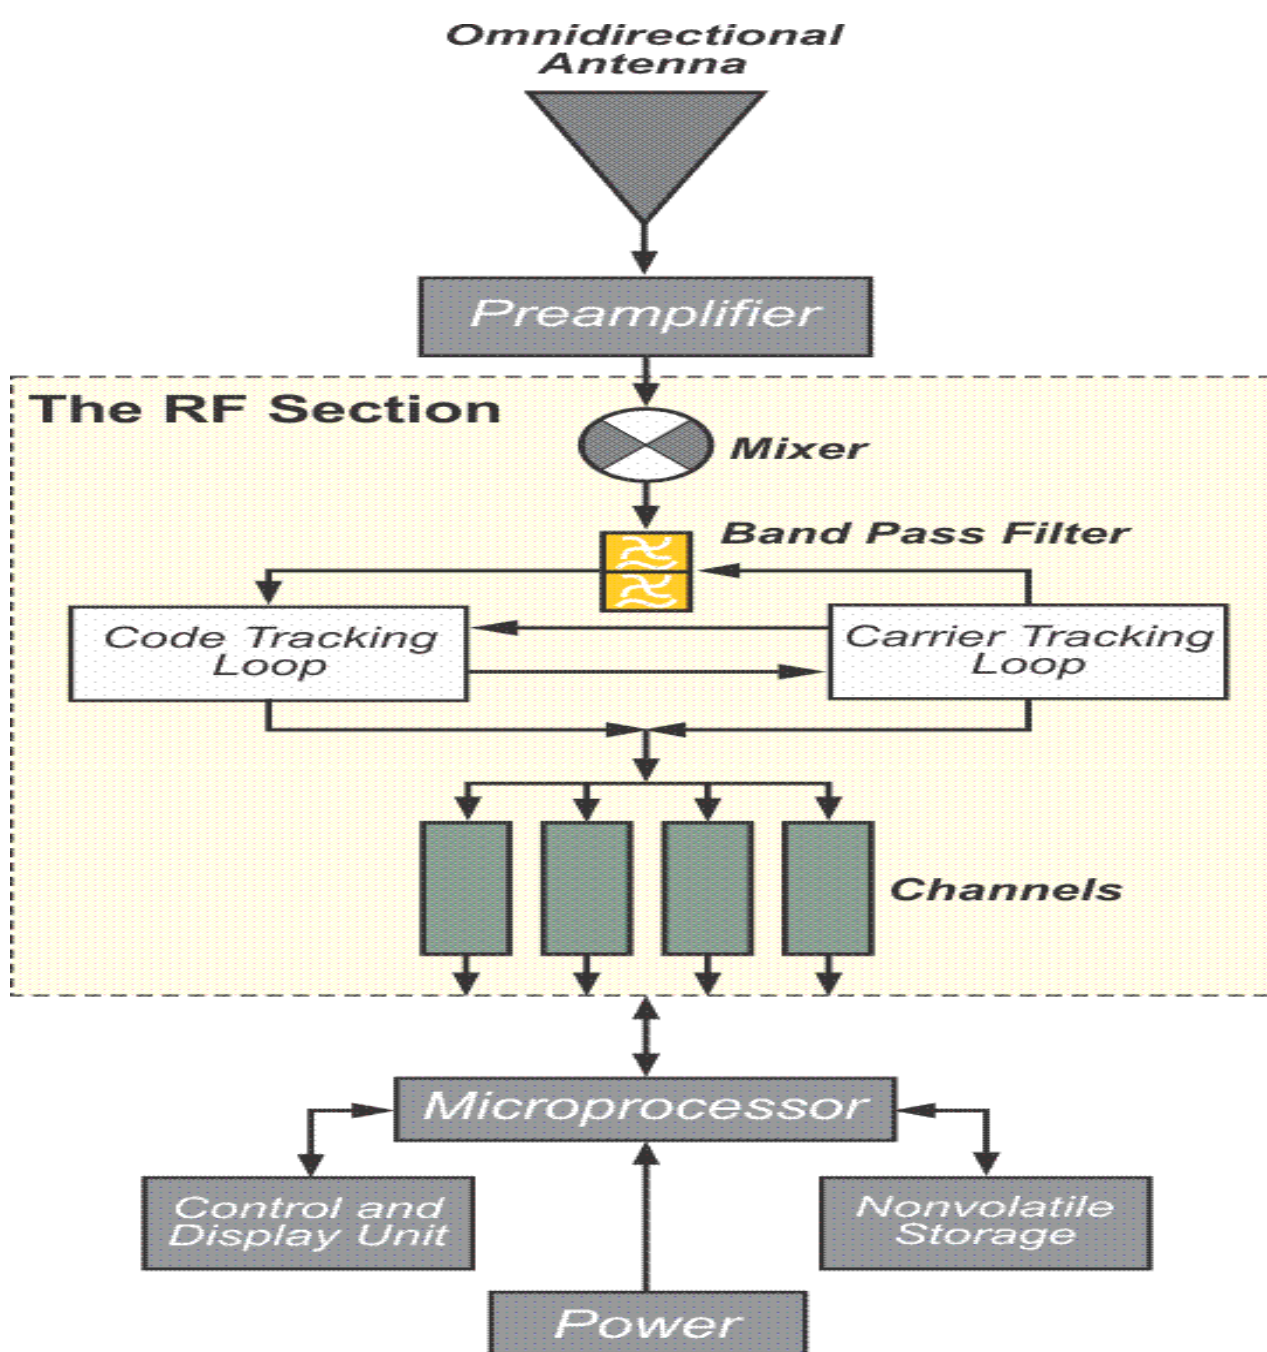 Omnidirectional
Antenna
Preamplifier
The RF Section
Mixer
Band Pass Filter
Code Tracking
Loop
Carrier Tracking
Loop
Channels
Microprocessor
Control and
Display Unit
Nonvolatile
Storage
Power